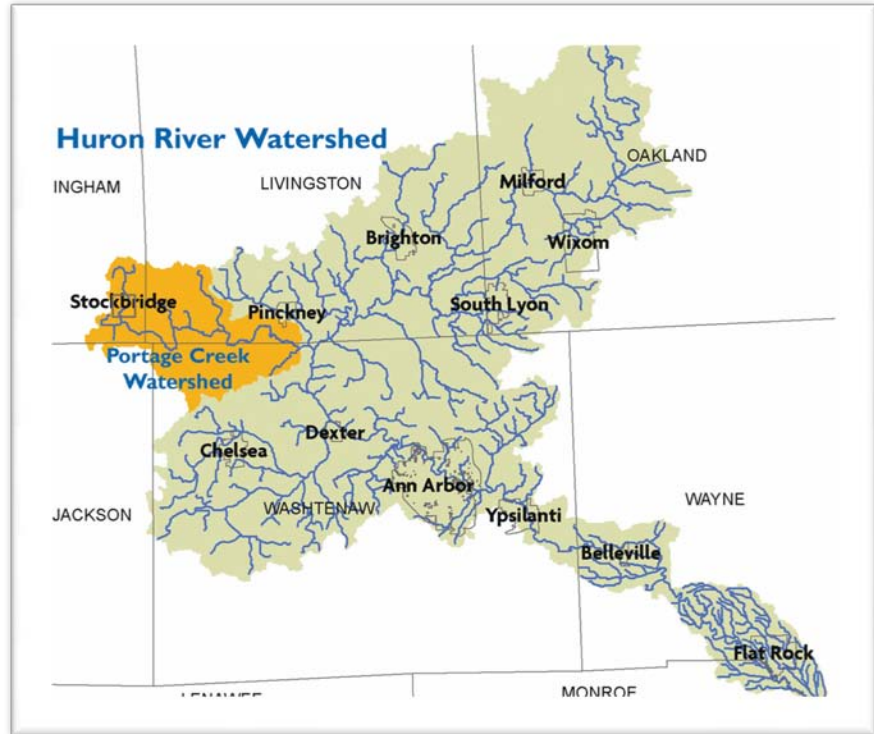 Huron River Watershed
OAKLAND
INGHAM
LIVINGSTON
Milford
Brighton
Wixom
Stockbridge
Pinckney
South Lyon
Portage Creek
Watershed
Chelsea
Dexter
Ann Arbor
WAYNE
JACKSON
WASHTENAW
Ypsilanti
Belleville
Flat Rock
LENAWEE
MONROE